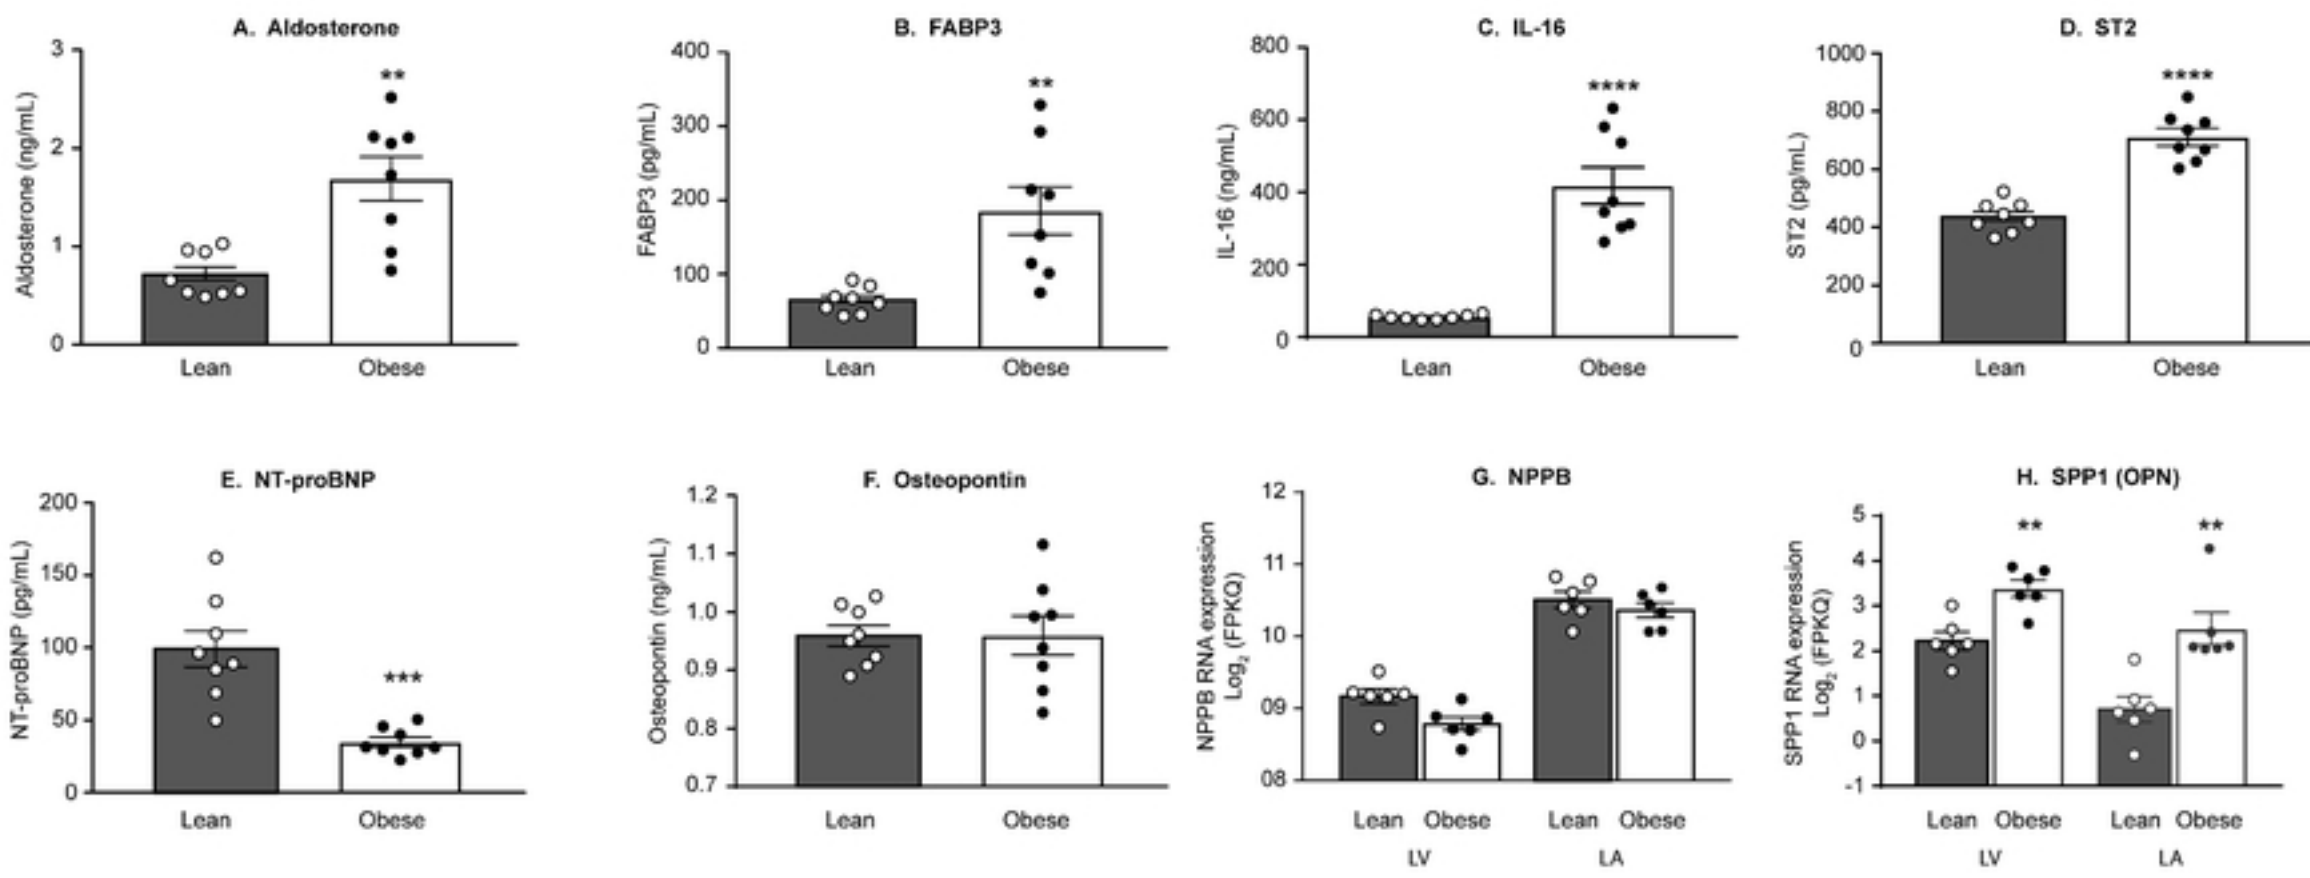 A. Aldosterone
3
2
1
0
Aldosterone (ng/mL)
**
Lean Obese
B. FABP3
400
300
200
100
0
FABP3 (pg/mL)
**
Lean Obese
C. IL-16
800
600
400
200
0
IL-16 (ng/mL)
****
Lean Obese
D. ST2
1000
800
600
400
200
0
ST2 (pg/mL)
****
Lean Obese
E. NT-proBNP
200
150
100
50
0
NT-proBNP (pg/mL)
***
Lean Obese
F. Osteopontin
1.2
1.1
1.0
0.9
0.8
0.7
Osteopontin (ng/mL)
Lean Obese
G. NPPB
12
11
10
09
08
NPPB RNA expression
Log2 (FPKQ)
Lean Obese Lean Obese
LV LA
H. SPP1 (OPN)
5
4
3
2
1
0
-1
SPP1 RNA expression
Log2 (FPKQ)
** **
Lean Obese Lean Obese
LV LA